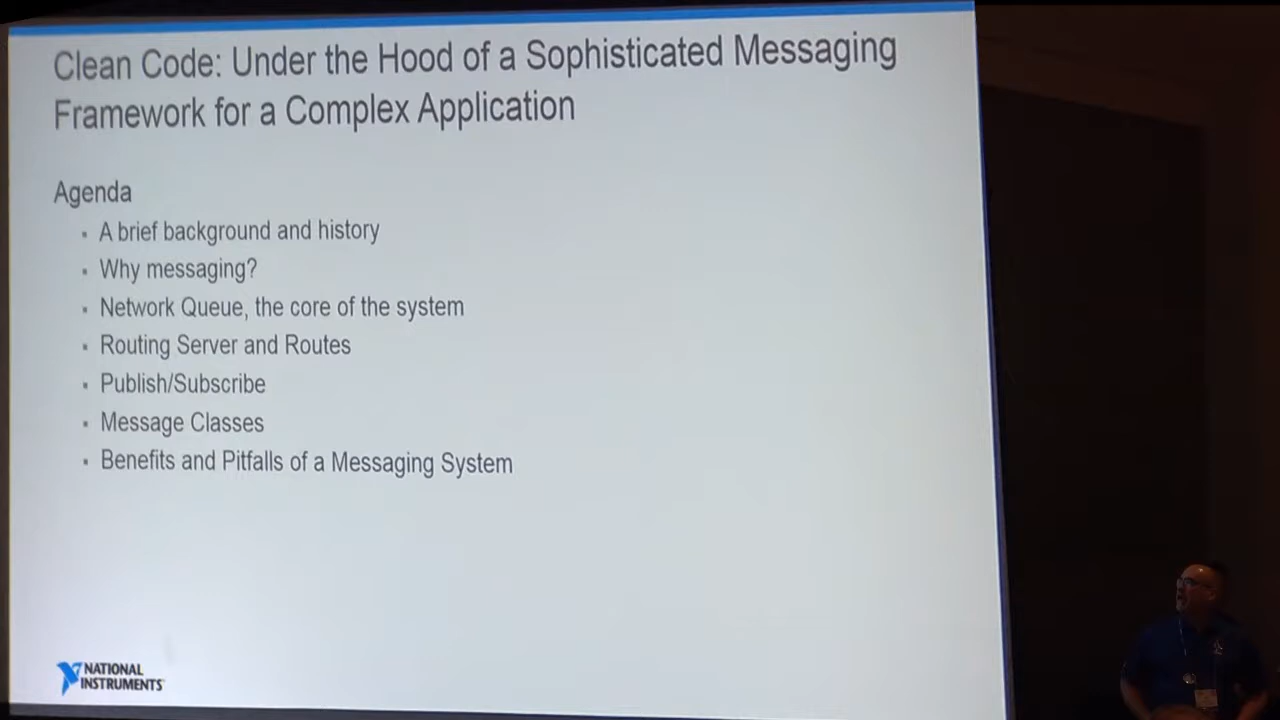 Clean Code: Under the Hood of a Sophisticated Messaging
Framework for a Complex Application
Agenda
▪ A brief background and history
▪ Why messaging?
▪ Network Queue, the core of the system
▪ Routing Server and Routes
▪ Publish/Subscribe
▪ Message Classes
▪ Benefits and Pitfalls of a Messaging System
NATIONAL
INSTRUMENTS